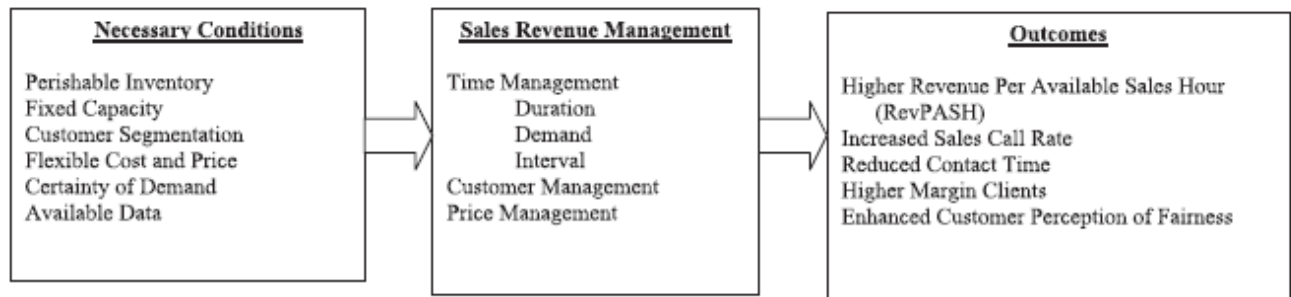 Necessary Conditions
Perishable Inventory
Fixed Capacity
Customer Segmentation
Flexible Cost and Price
Certainty of Demand
Available Data
Sales Revenue Management
Time Management
Duration
Demand
Interval
Customer Management
Price Management
Outcomes
Higher Revenue Per Available Sales Hour
(RevPASH)
Increased Sales Call Rate
Reduced Contact Time
Higher Margin Clients
Enhanced Customer Perception of Fairness